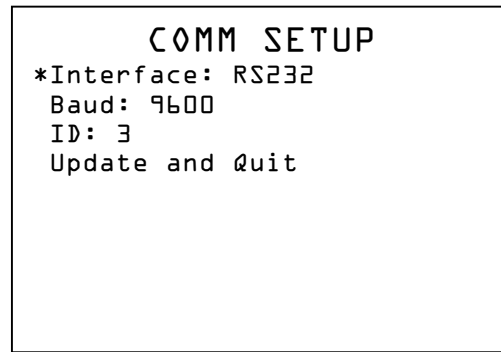 COMM SETUP
*Interface: RS232
Baud: 9600
ID: 3
Update and Quit